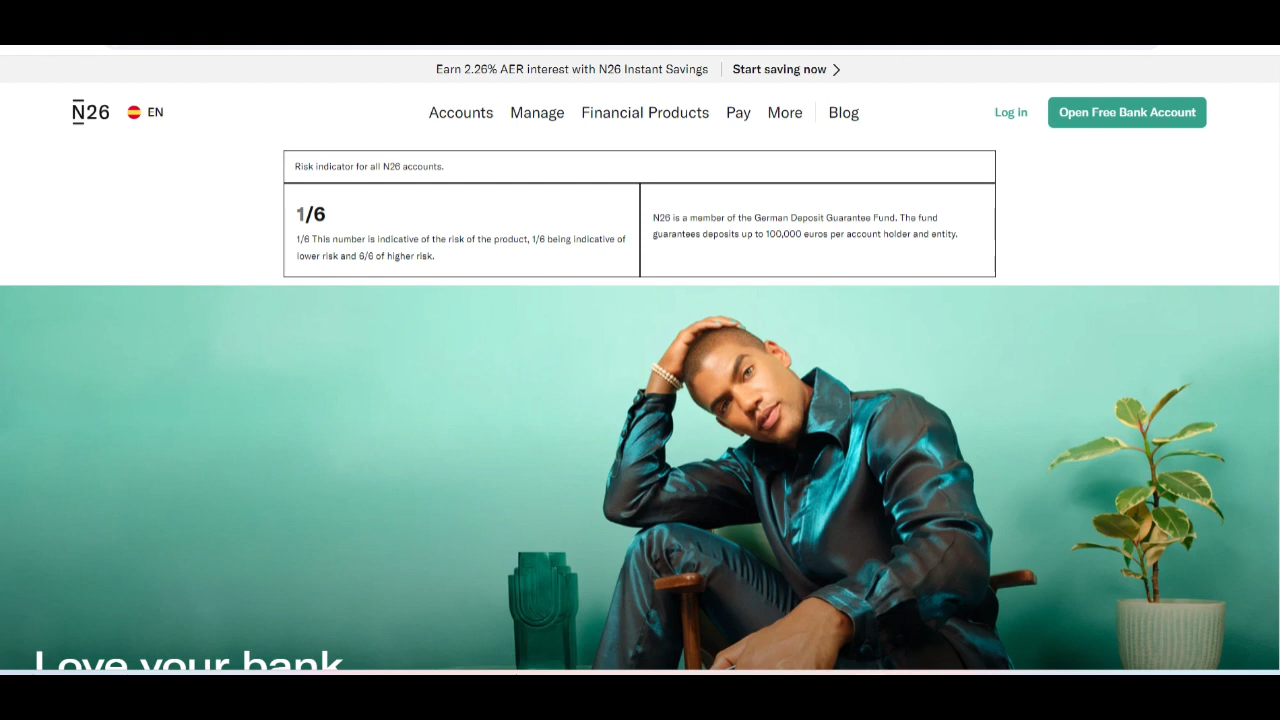 Earn 2.26% AER interest with N26 Instant Savings Start saving now
N26 EN Accounts Manage Financial Products Pay More Blog Log in Open Free Bank Account
Risk indicator for all N26 accounts.
1/6
1/6 This number is indicative of the risk of the product, 1/6 being indicative of
lower risk and 6/6 of higher risk.
N26 is a member of the German Deposit Guarantee Fund. The fund
guarantees deposits up to 100,000 euros per account holder and entity.
Love your bank